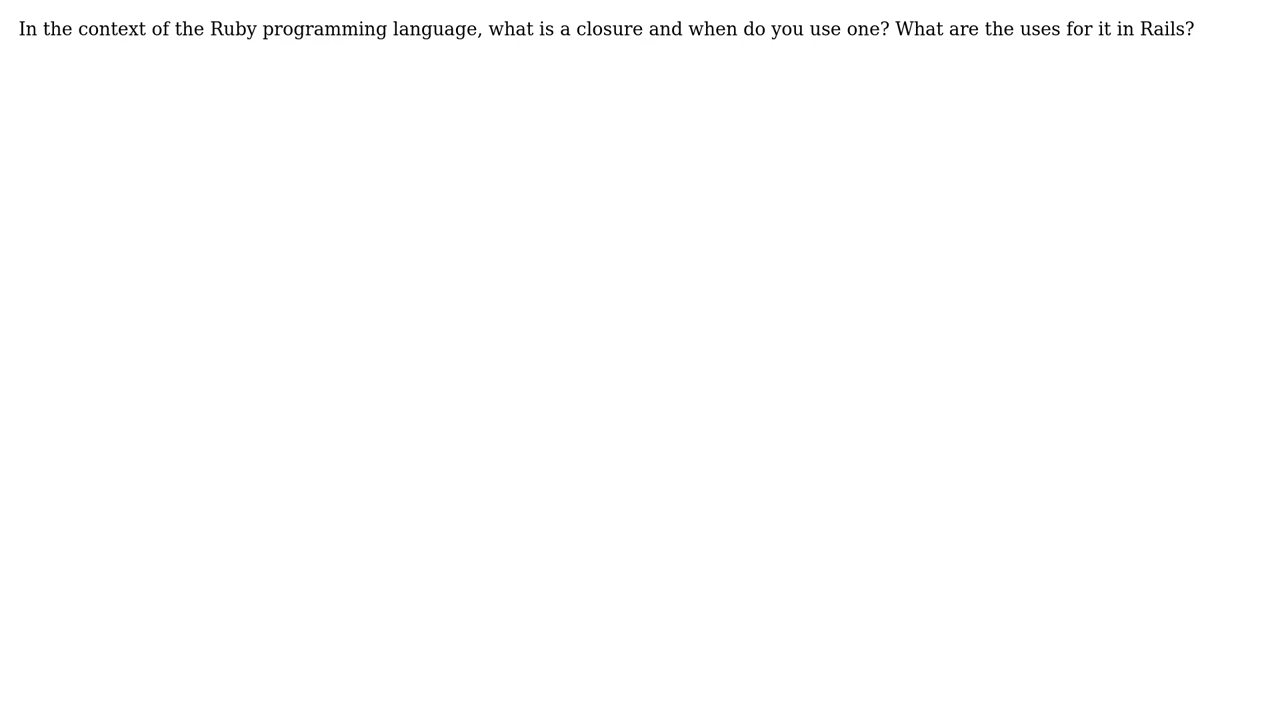 In the context of the Ruby programming language, what is a closure and when do you use one? What are the uses for it in Rails?